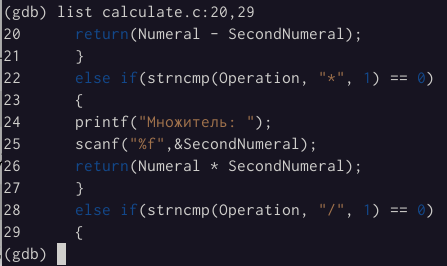 (gdb) list calculate.c:20,29
20 return(Numeral - SecondNumeral);
21 }
22 else if(strncmp(Operation, "*", 1) == 0)
23 {
24 printf("Множитель: ");
25 scanf("%f",&SecondNumeral);
26 return(Numeral * SecondNumeral);
27 }
28 else if(strncmp(Operation, "/", 1) == 0)
29 {
(gdb)